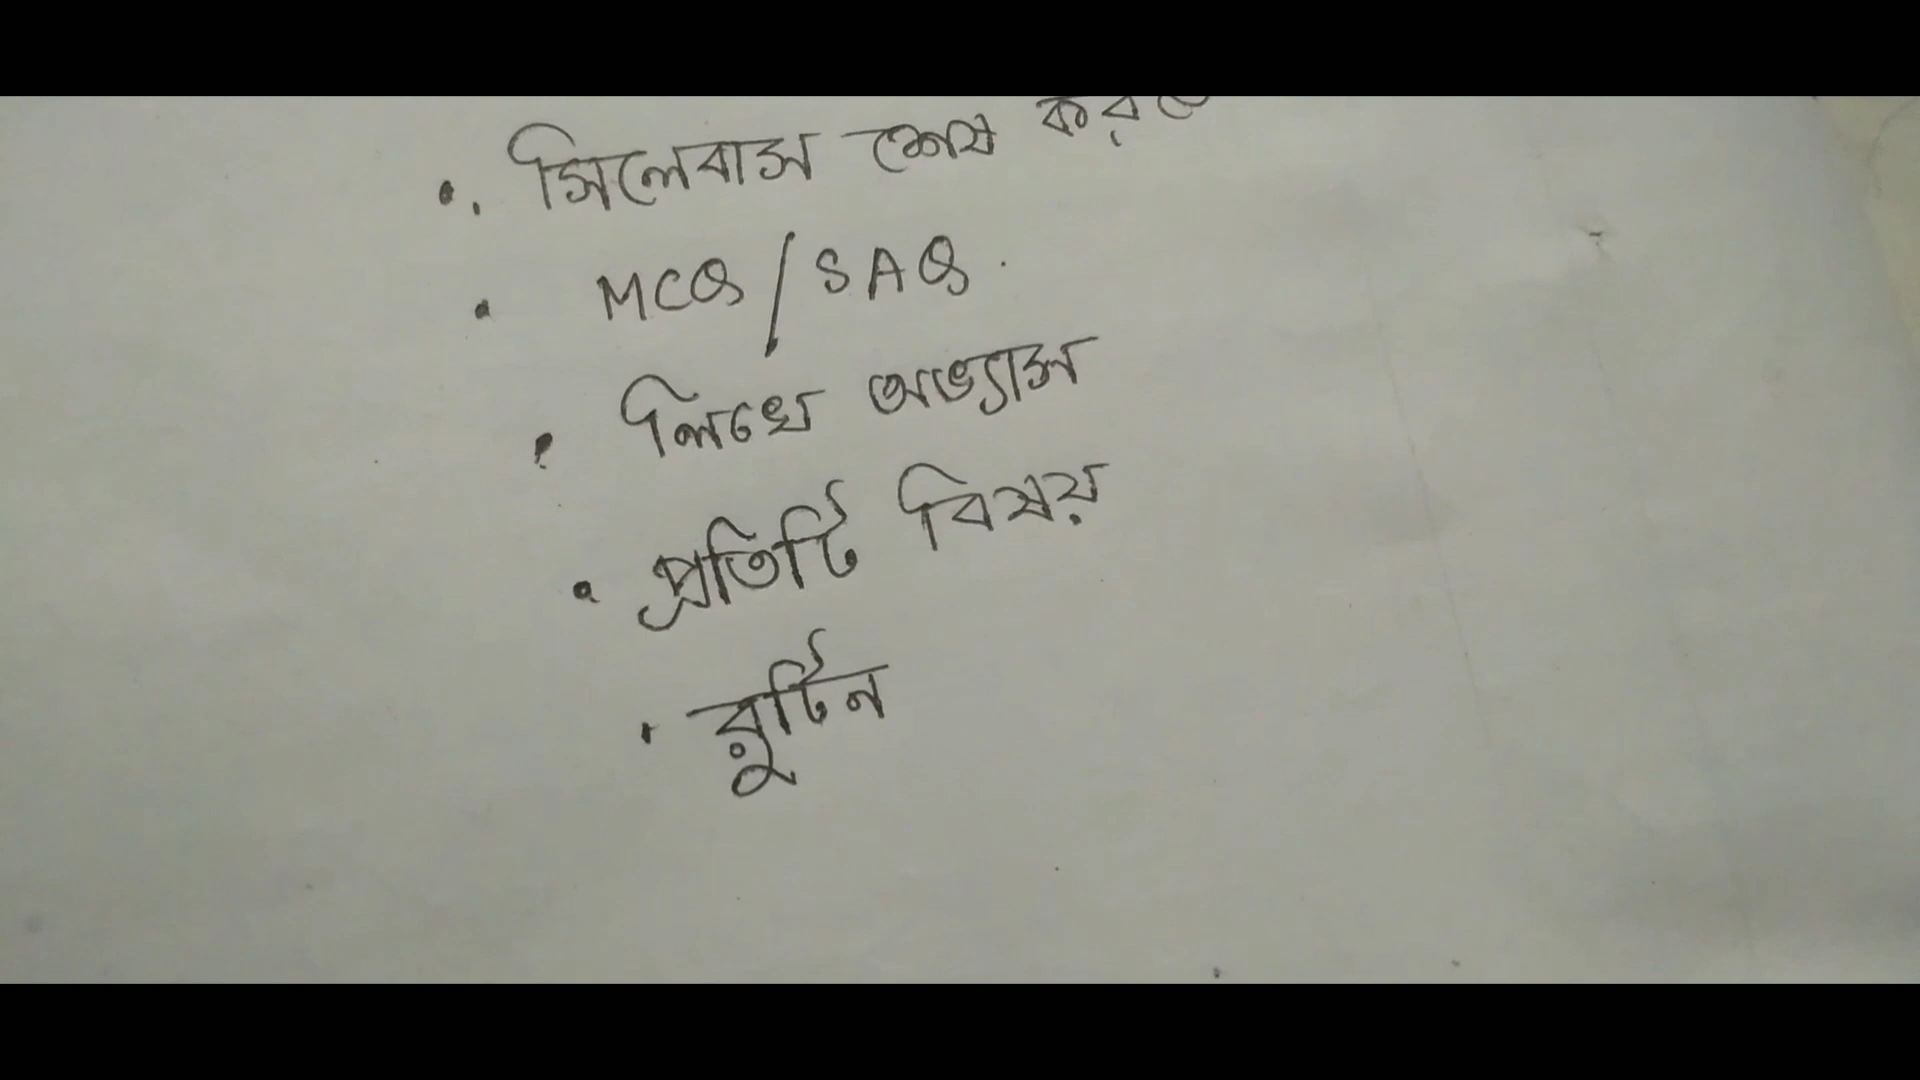 • সিলেবাস শেষ
• MCQ / SAQ.
• লিখে অভ্যাস
• প্রতিটি বিষয়
• রুটিন